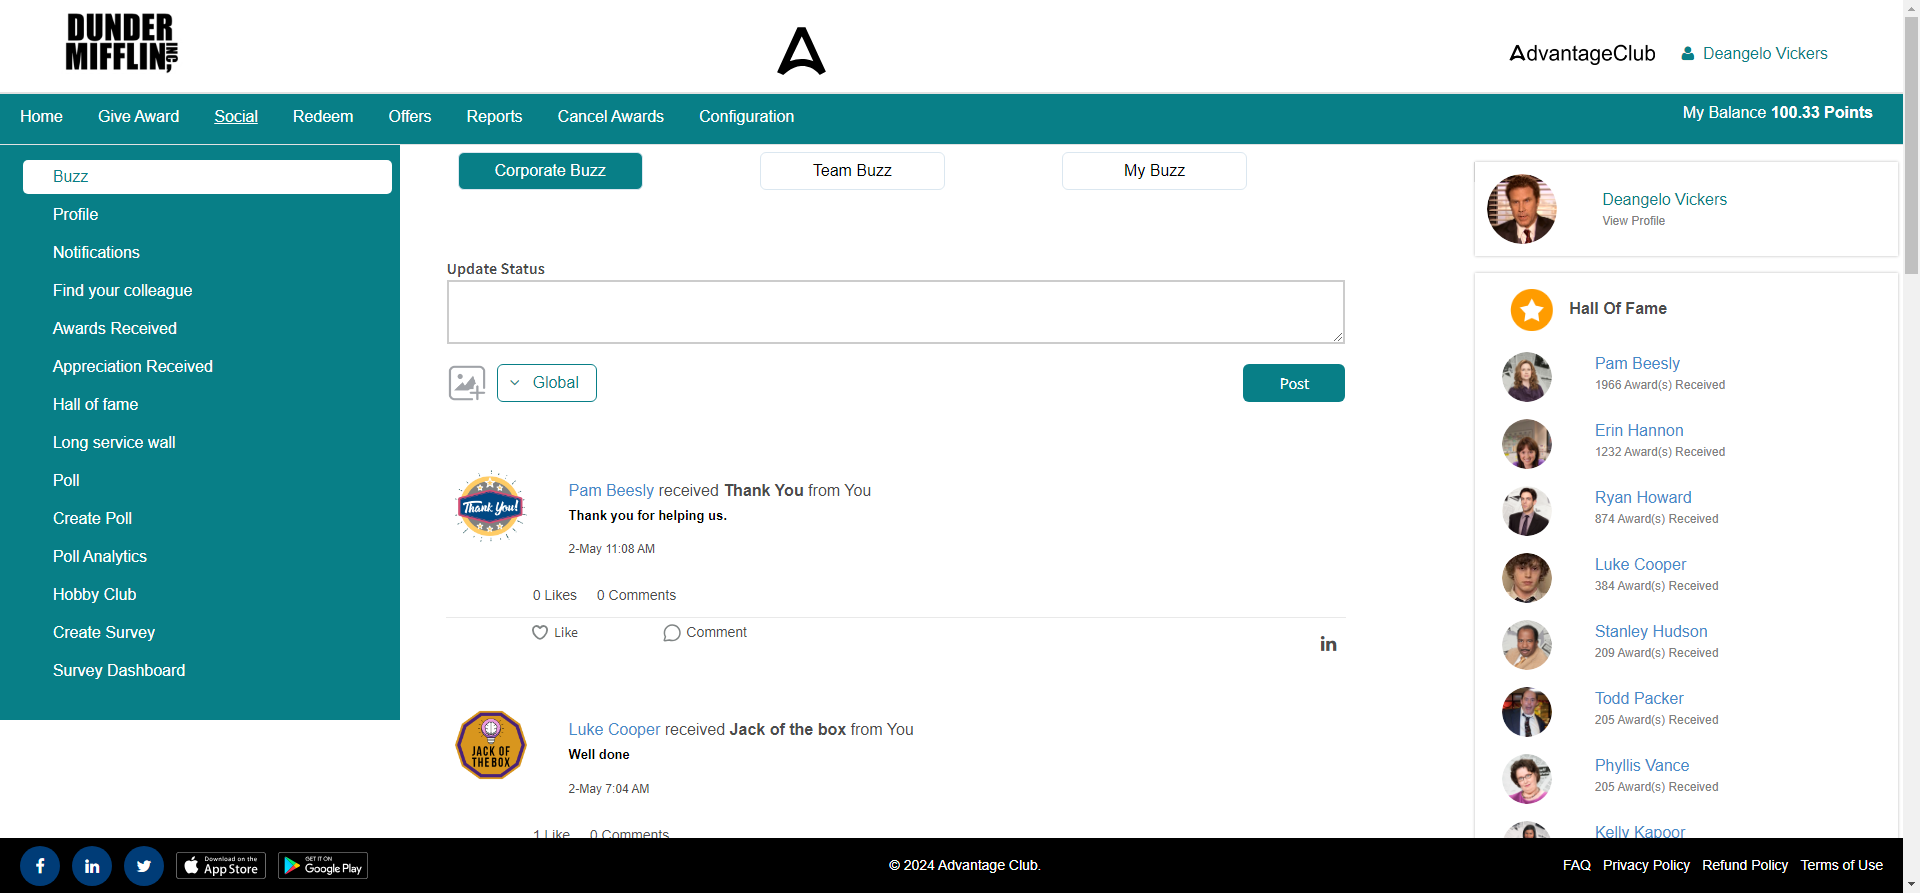 DUNDER
MIFFLIN, INC
AdvantageClub
Deangelo Vickers
Home
Give Award
Social
Redeem
Offers
Reports
Cancel Awards
Configuration
My Balance 100.33 Points
Buzz
Profile
Notifications
Find your colleague
Awards Received
Appreciation Received
Hall of fame
Long service wall
Poll
Create Poll
Poll Analytics
Hobby Club
Create Survey
Survey Dashboard
Corporate Buzz
Team Buzz
My Buzz
Update Status
Global
Post
Thank You!
Pam Beesly received Thank You from You
Thank you for helping us.
2-May 11:08 AM
0 Likes
0 Comments
Like
Comment
in
JACK OF
THE BOX
Luke Cooper received Jack of the box from You
Well done
2-May 7:04 AM
1 Like
0 Comments
Deangelo Vickers
View Profile
Hall Of Fame
Pam Beesly
1966 Award(s) Received
Erin Hannon
1232 Award(s) Received
Ryan Howard
874 Award(s) Received
Luke Cooper
384 Award(s) Received
Stanley Hudson
209 Award(s) Received
Todd Packer
205 Award(s) Received
Phyllis Vance
205 Award(s) Received
Kelly Kapoor
f
in
Download on the
App Store
GET IT ON
Google Play
© 2024 Advantage Club.
FAQ
Privacy Policy
Refund Policy
Terms of Use